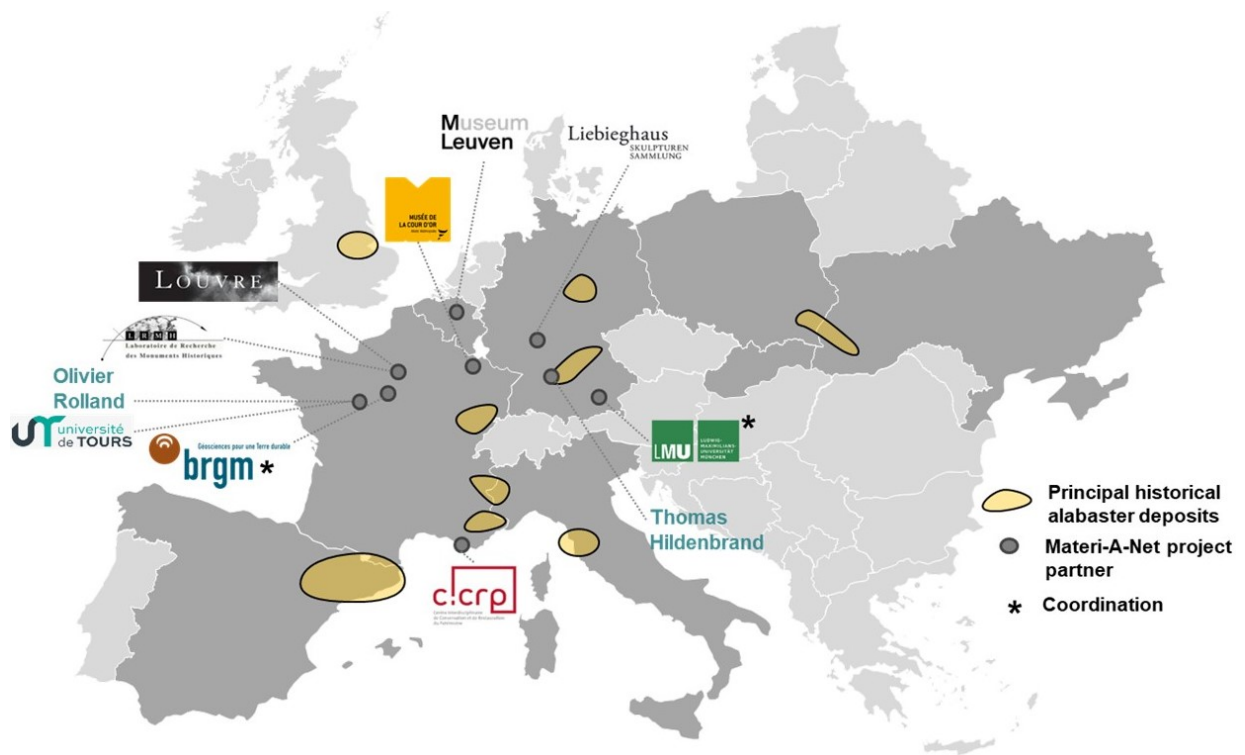 Museum
Leuven
Liebieghaus
SKULPTUREN
SAMMLUNG
MUSÉE DE
LA COUR D'OR
LOUVRE
LRMH
Laboratoire de Recherche
des Monuments Historiques
Olivier
Rolland
université
de TOURS
Géosciences pour une Terre durable
brgm *
LMU
LUDWIG-
MAXIMILIANS-
UNIVERSITÄT
MÜNCHEN
*
Thomas
Hildenbrand
cicrp
Centre Interdisciplinaire
de Conservation et de Restauration
du Patrimoine
Principal historical
alabaster deposits
Materi-A-Net project
partner
* Coordination